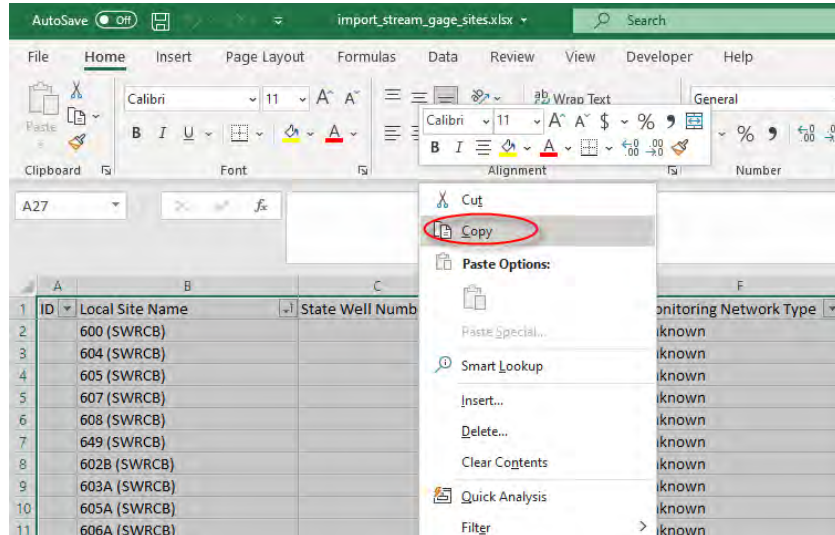 AutoSave Off import_stream_gage_sites.xlsx Search
File Home Insert Page Layout Formulas Data Review View Developer Help
Calibri 11 A^ A˅ ab Wrap Text General
Calibri 11 A^ A˅ $ % 9
Paste B I U A % 9 .00
B I A .00
Clipboard Font Alignment Number
A27 fx
Cut
Copy
Paste Options:
Paste Special...
Smart Lookup
Insert...
Delete...
Clear Contents
Quick Analysis
Filter >
A B C F
1 ID Local Site Name State Well Numb onitoring Network Type
2 600 (SWRCB) known
3 604 (SWRCB) known
4 605 (SWRCB) known
5 607 (SWRCB) known
6 608 (SWRCB) known
7 649 (SWRCB) known
8 602B (SWRCB) known
9 603A (SWRCB) known
10 605A (SWRCB) known
11 606A (SWRCB) known